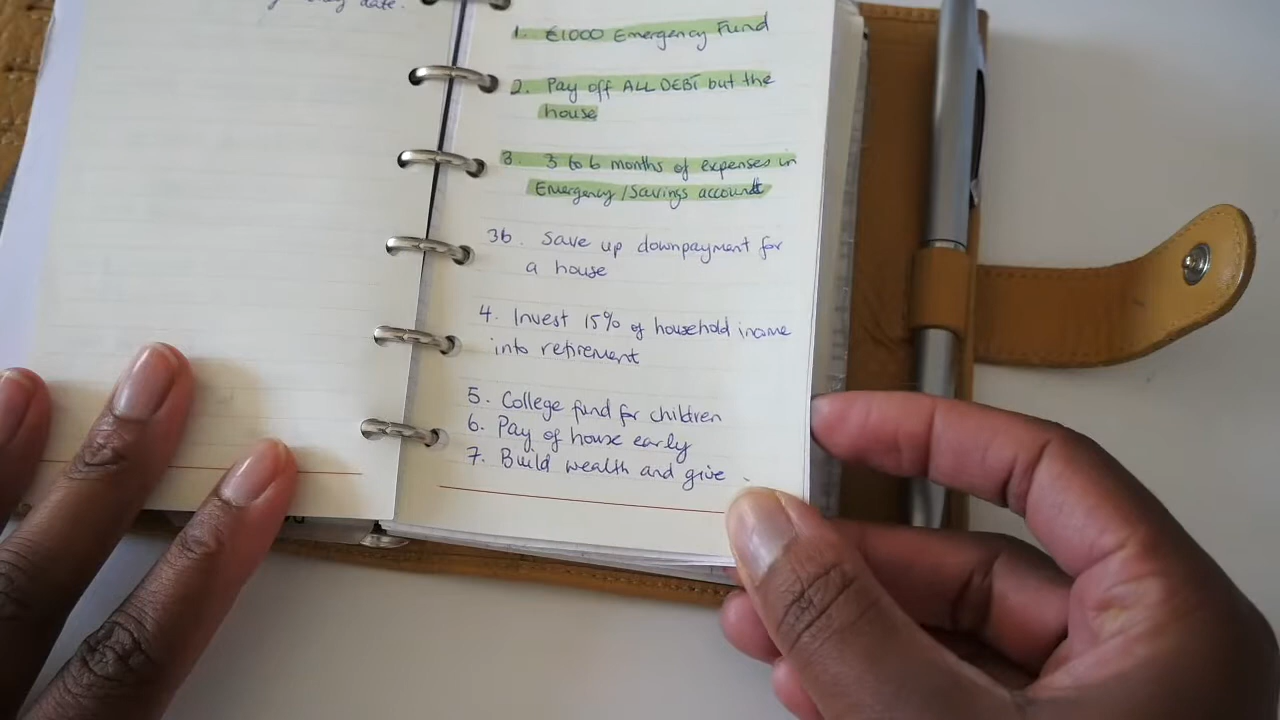 date.
1. €1000 Emergency Fund
2. Pay off ALL DEBT but the
house
3. 3 to 6 months of expenses in
Emergency/Savings account
3b. Save up downpayment for
a house
4. Invest 15% of household income
into retirement
5. College fund for children
6. Pay of house early
7. Build wealth and give